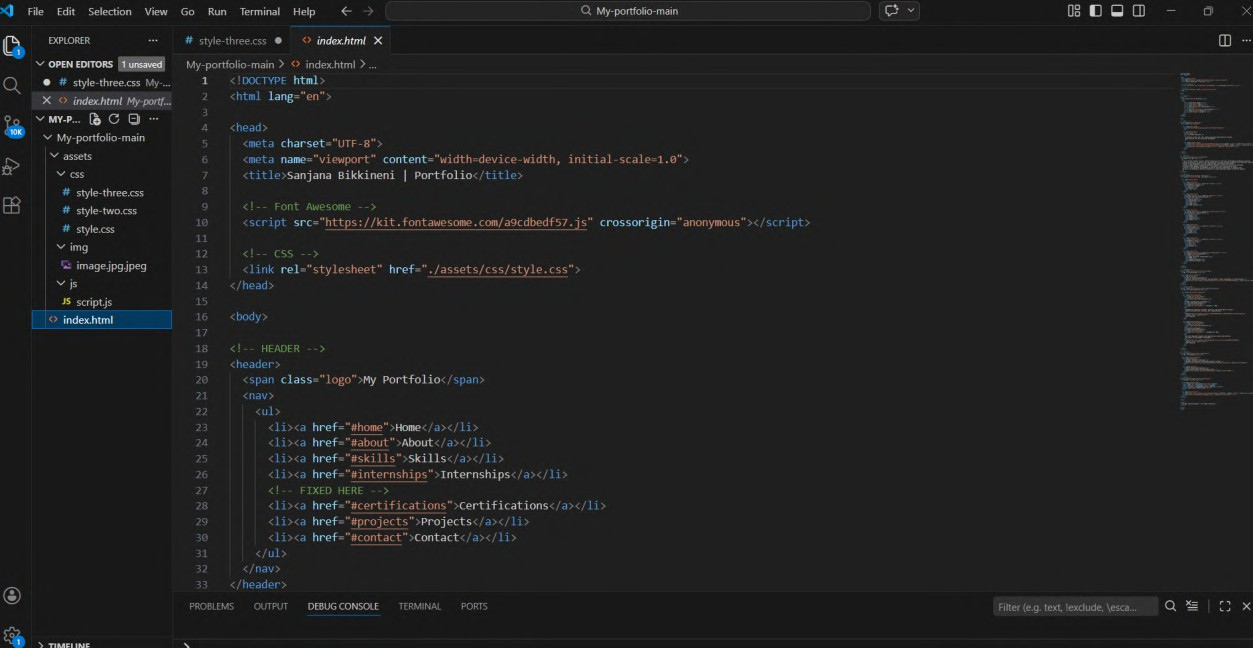 File Edit Selection View Go Run Terminal Help
My-portfolio-main
EXPLORER
OPEN EDITORS 1 unsaved
# style-three.css My-...
index.html My-portf...
MY-P...
My-portfolio-main
assets
css
# style-three.css
# style-two.css
# style.css
img
image.jpg.jpeg
js
JS script.js
<> index.html
TIMELINE
1
10K
1
# style-three.css
<> index.html
My-portfolio-main > <> index.html > ...
1 <!DOCTYPE html>
2 <html lang="en">
3
4 <head>
5 <meta charset="UTF-8">
6 <meta name="viewport" content="width=device-width, initial-scale=1.0">
7 <title>Sanjana Bikkineni | Portfolio</title>
8
9 <!-- Font Awesome -->
10 <script src="https://kit.fontawesome.com/a9cdbedf57.js" crossorigin="anonymous"></script>
11
12 <!-- CSS -->
13 <link rel="stylesheet" href="./assets/css/style.css">
14 </head>
15
16 <body>
17
18 <!-- HEADER -->
19 <header>
20 <span class="logo">My Portfolio</span>
21 <nav>
22 <ul>
23 <li><a href="#home">Home</a></li>
24 <li><a href="#about">About</a></li>
25 <li><a href="#skills">Skills</a></li>
26 <li><a href="#internships">Internships</a></li>
27 <!-- FIXED HERE -->
28 <li><a href="#certifications">Certifications</a></li>
29 <li><a href="#projects">Projects</a></li>
30 <li><a href="#contact">Contact</a></li>
31 </ul>
32 </nav>
33 </header>
PROBLEMS OUTPUT DEBUG CONSOLE TERMINAL PORTS
Filter (e.g. text, !exclude, \esca...